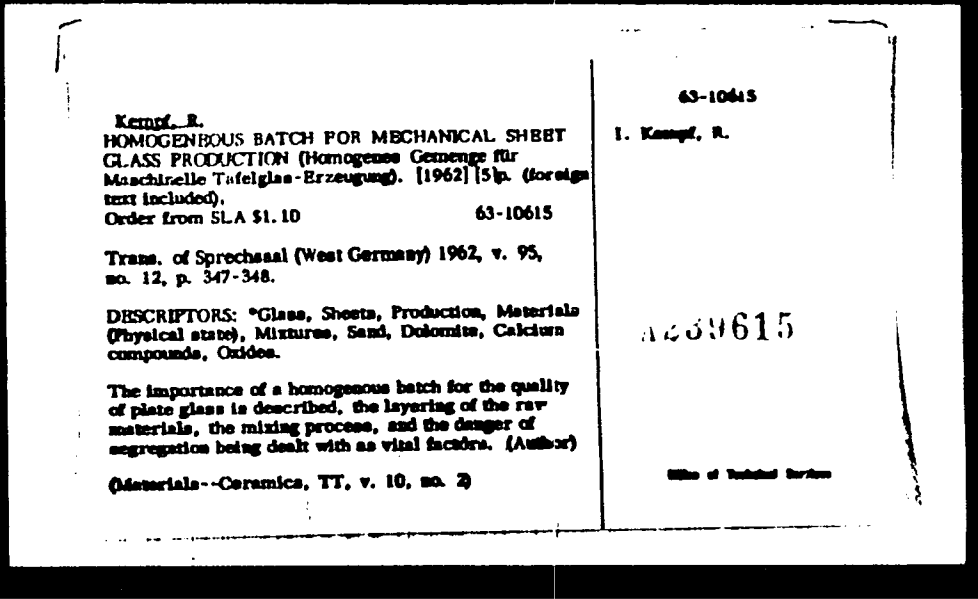 Kempf, R.
HOMOGENEOUS BATCH FOR MECHANICAL SHEET
GLASS PRODUCTION (Homogenes Gemenge für
Maschinelle Tafelglas-Erzeugung). [1962] [5]p. (foreign
text included).
Order from SLA $1.10 63-10615
Trans. of Sprechsaal (West Germany) 1962, v. 95,
no. 12, p. 347-348.
DESCRIPTORS: *Glass, Sheets, Production, Materials
(Physical state), Mixtures, Sand, Dolomite, Calcium
compounds, Oxides.
The importance of a homogenous batch for the quality
of plate glass is described, the layering of the raw
materials, the mixing process, and the danger of
segregation being dealt with as vital factors. (Author)
(Materials--Ceramics, TT, v. 10, no. 2)
63-10615
I. Kempf, R.
A239615
Office of Technical Services